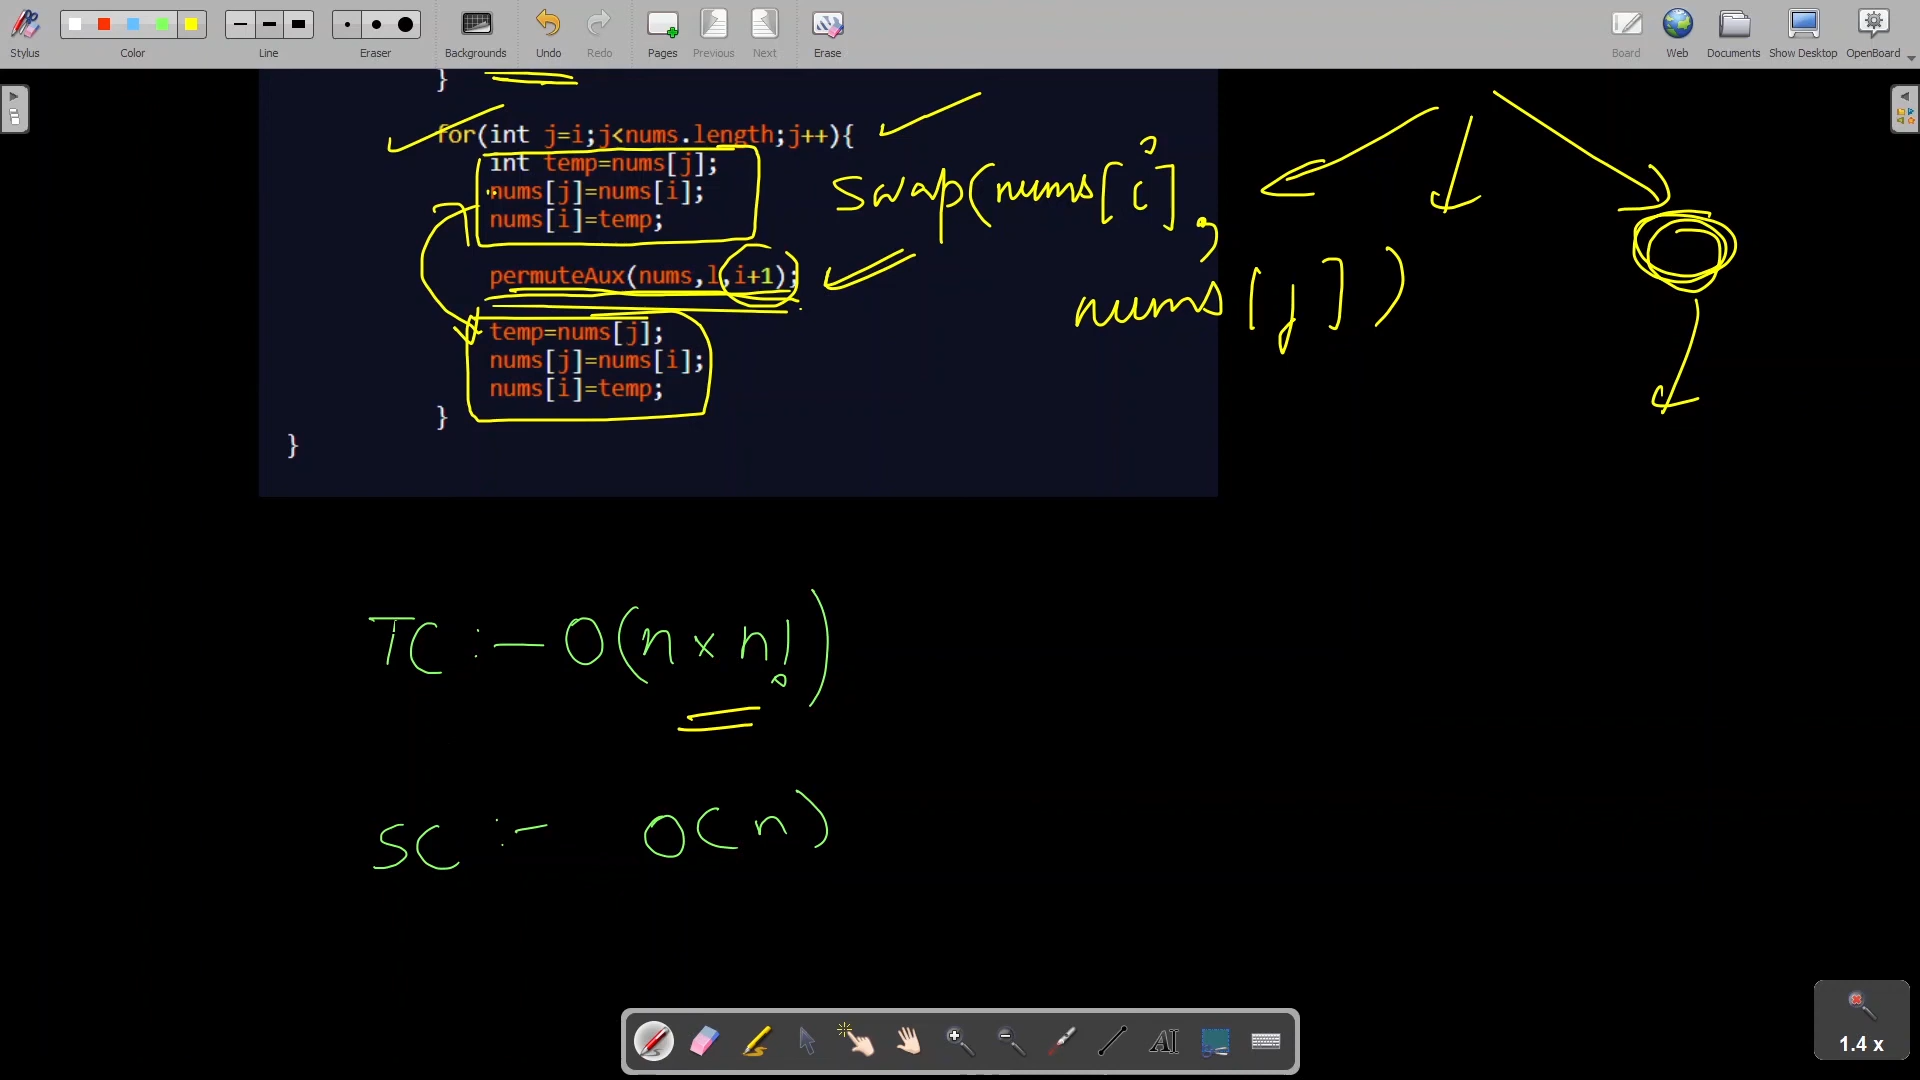 Stylus
Color
Line
Eraser
Backgrounds
Undo
Redo
Pages
Previous
Next
Erase
Board
Web
Documents
Show Desktop
OpenBoard
}
for(int j=i;j<nums.length;j++){
int temp=nums[j];
nums[j]=nums[i];
nums[i]=temp;
permuteAux(nums,l,i+1);
temp=nums[j];
nums[j]=nums[i];
nums[i]=temp;
}
}
swap(nums[i],
nums[j])
TC :- O(n x n!)
SC :- O(n)
AI
1.4 x